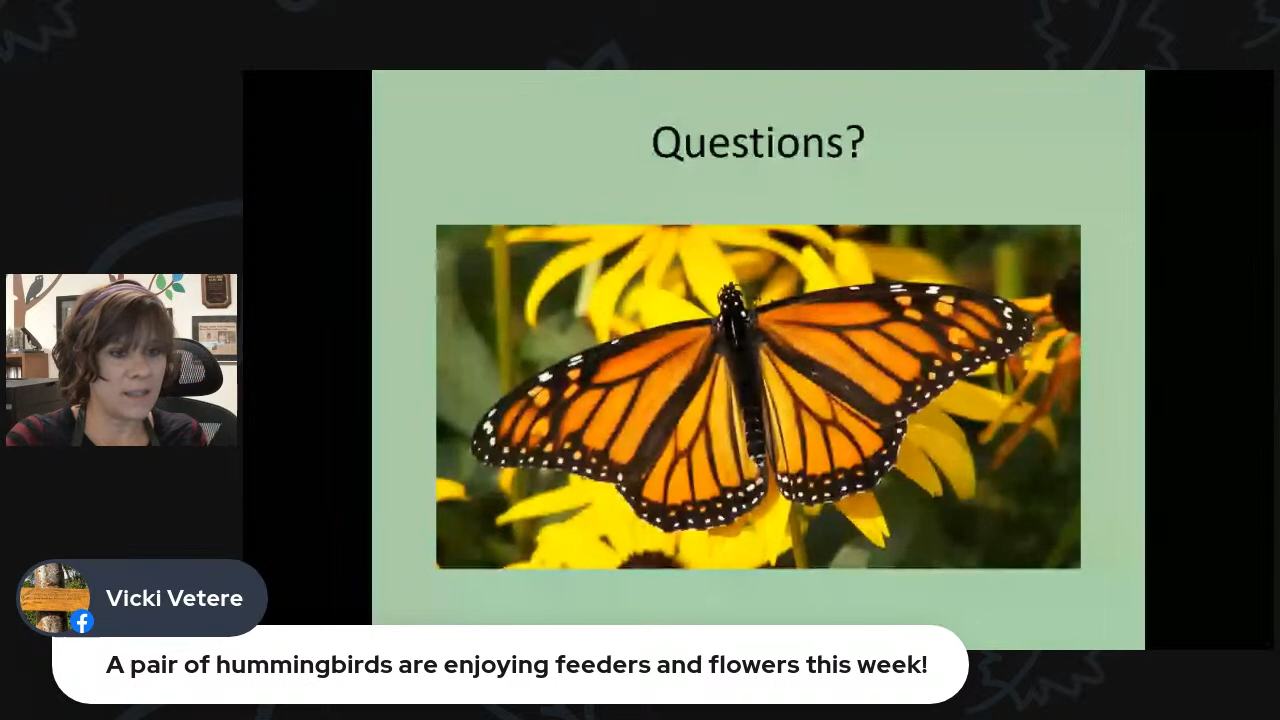 Questions?
Vicki Vetere
A pair of hummingbirds are enjoying feeders and flowers this week!